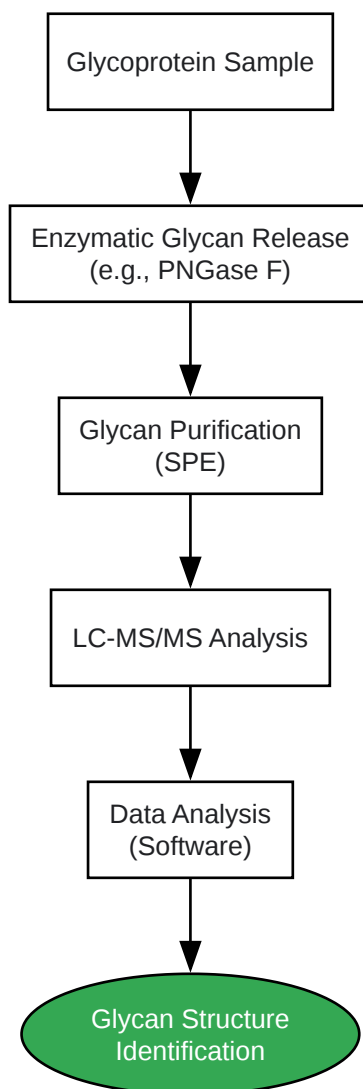 Glycoprotein Sample
Enzymatic Glycan Release
(e.g., PNGase F)
Glycan Purification
(SPE)
LC-MS/MS Analysis
Data Analysis
(Software)
Glycan Structure
Identification